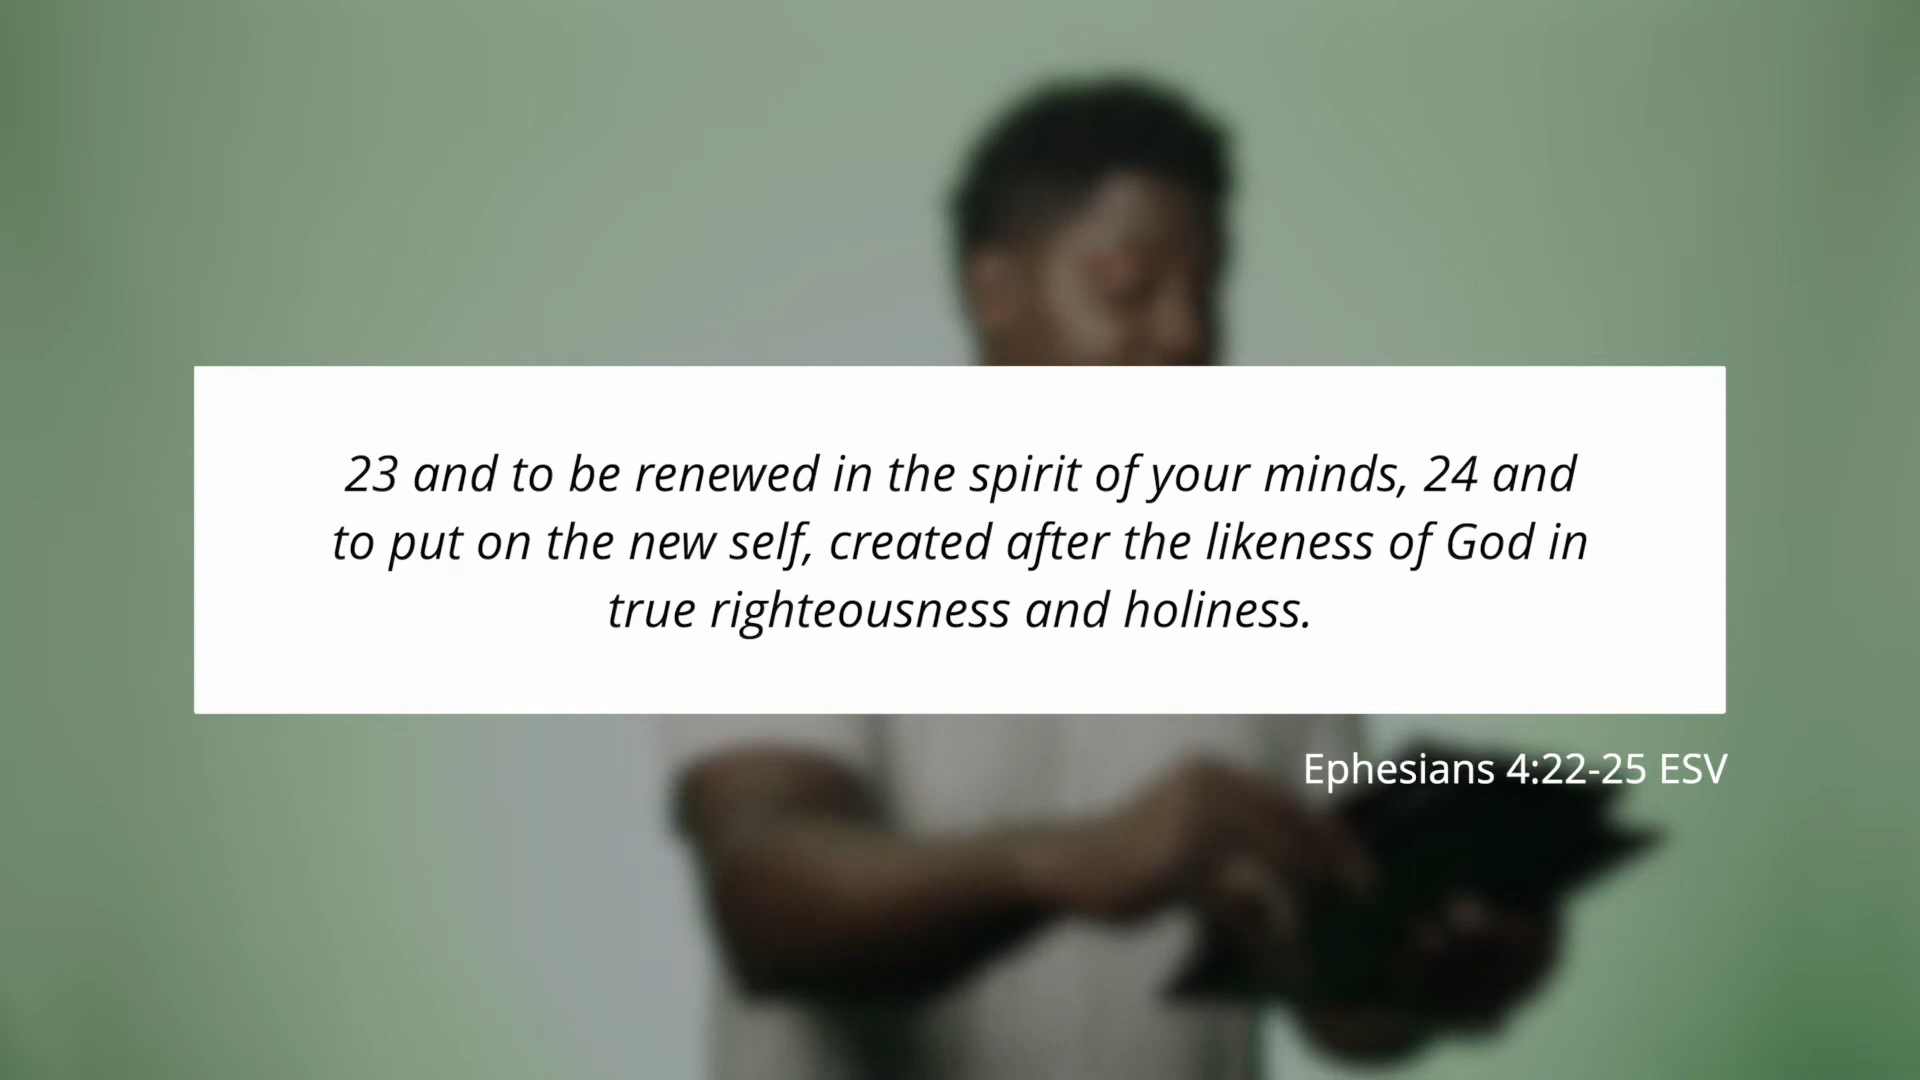 23 and to be renewed in the spirit of your minds, 24 and
to put on the new self, created after the likeness of God in
true righteousness and holiness.
Ephesians 4:22-25 ESV